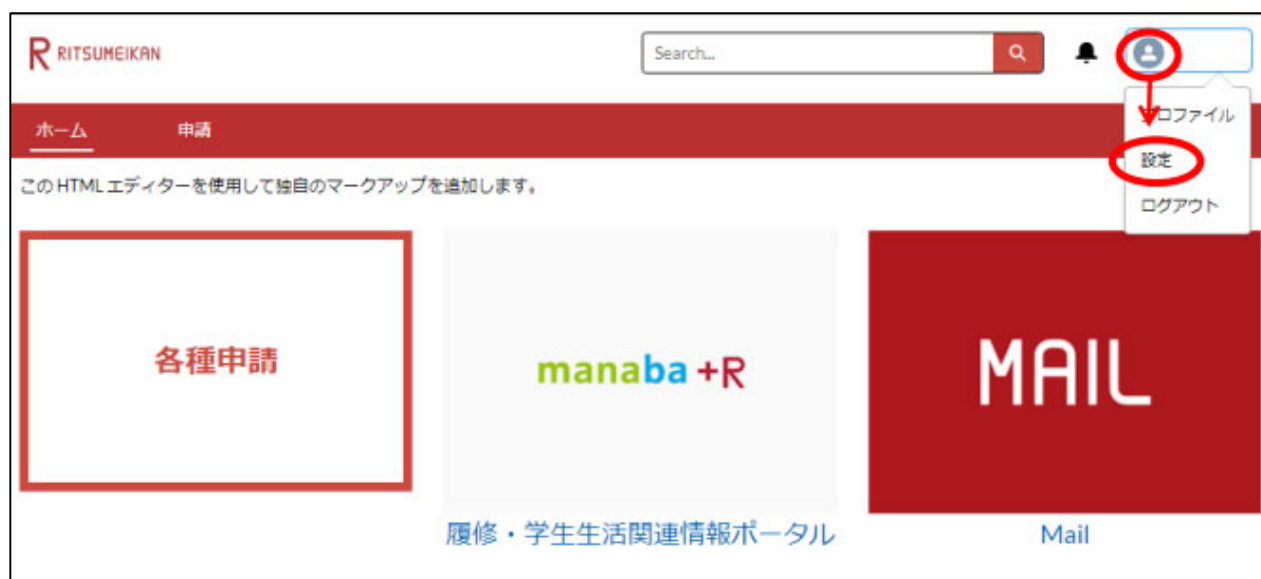 R RITSUMEIKAN
Search...
ホーム 申請
プロファイル
設定
ログアウト
このHTMLエディターを使用して独自のマークアップを追加します。
各種申請
manaba +R
MAIL
履修・学生生活関連情報ポータル
Mail